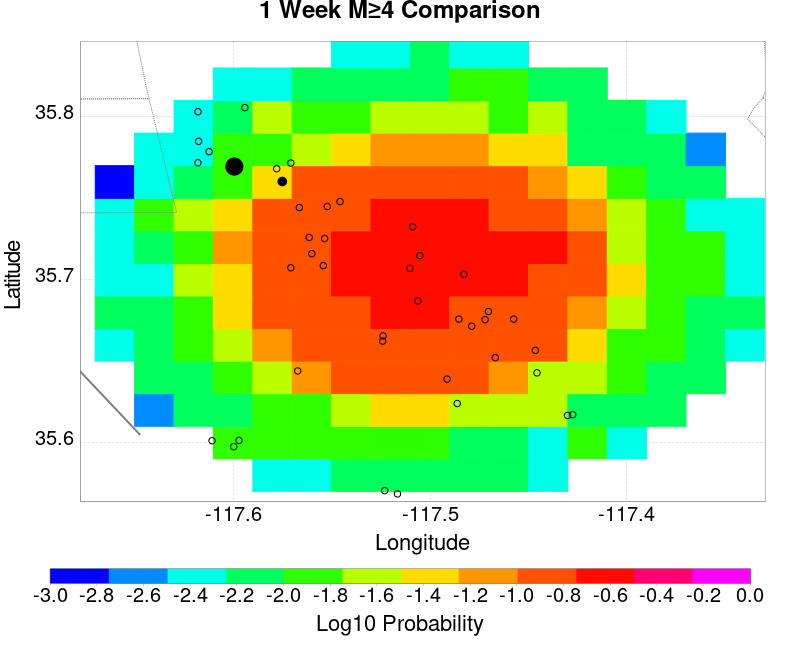 1 Week M≥4 Comparison
35.8
35.7
35.6
Latitude
-117.6 -117.5 -117.4
Longitude
-3.0 -2.8 -2.6 -2.4 -2.2 -2.0 -1.8 -1.6 -1.4 -1.2 -1.0 -0.8 -0.6 -0.4 -0.2 0.0
Log10 Probability